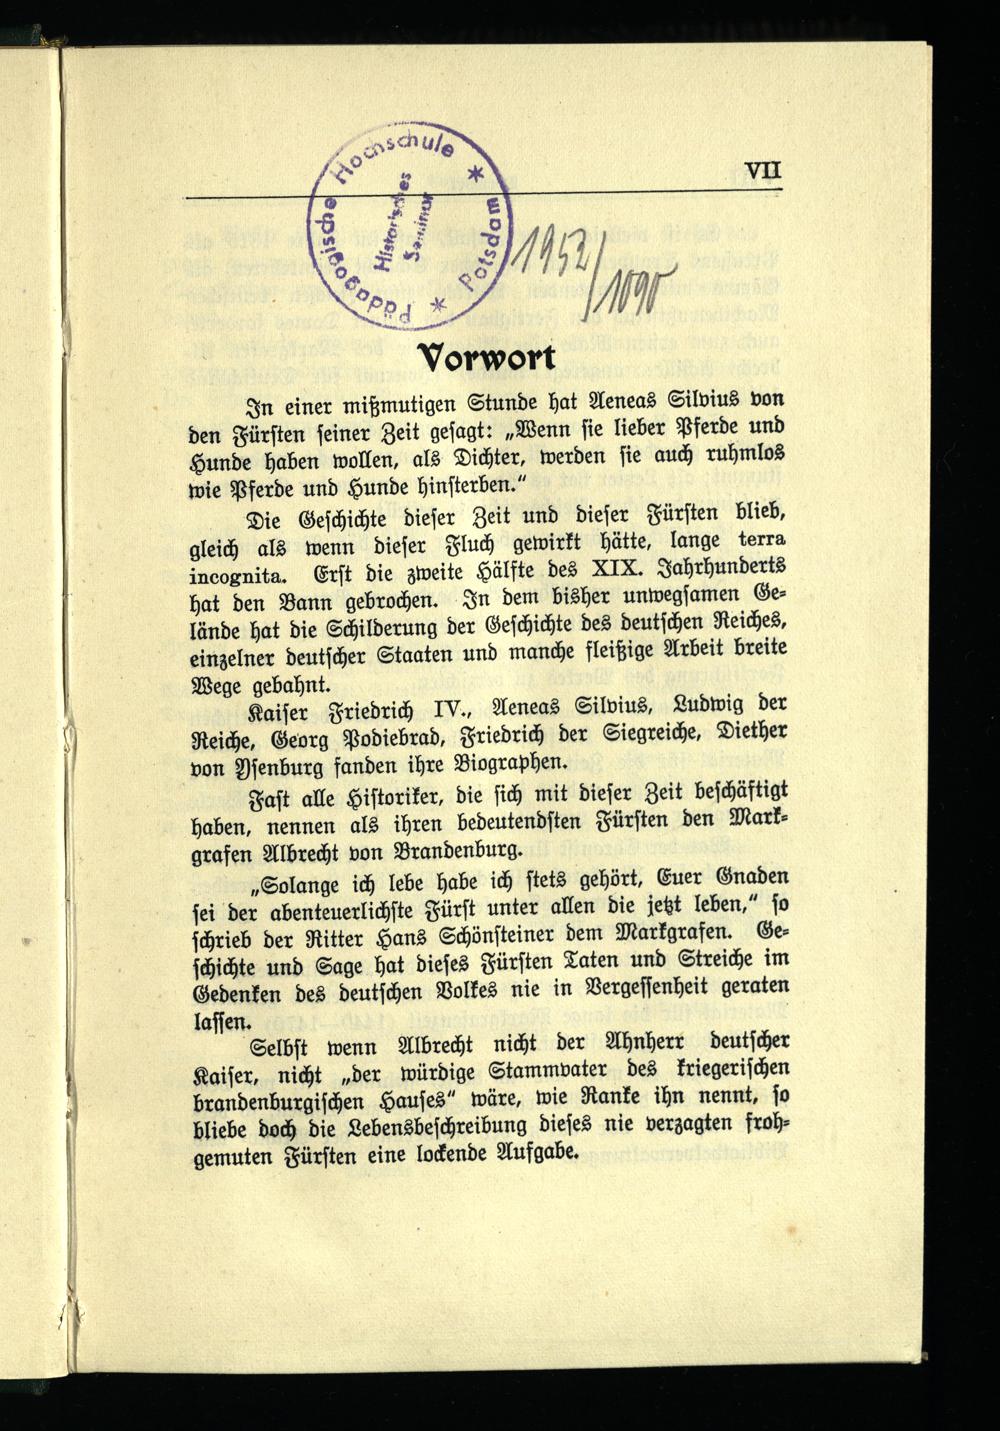 VII
Pädagogische Hochschule * Potsdam *
Historisches
Seminar
1953/1090
Vorwort
In einer mißmutigen Stunde hat Aeneas Silvius von
den Fürsten seiner Zeit gesagt: „Wenn sie lieber Pferde und
Hunde haben wollen, als Dichter, werden sie auch ruhmlos
wie Pferde und Hunde hinsterben.“
Die Geschichte dieser Zeit und dieser Fürsten blieb,
gleich als wenn dieser Fluch gewirkt hätte, lange terra
incognita. Erst die zweite Hälfte des XIX. Jahrhunderts
hat den Bann gebrochen. In dem bisher unwegsamen Ge-
lände hat die Schilderung der Geschichte des deutschen Reiches,
einzelner deutscher Staaten und manche fleißige Arbeit breite
Wege gebahnt.
Kaiser Friedrich IV., Aeneas Silvius, Ludwig der
Reiche, Georg Podiebrad, Friedrich der Siegreiche, Diether
von Ysenburg fanden ihre Biographen.
Fast alle Historiker, die sich mit dieser Zeit beschäftigt
haben, nennen als ihren bedeutendsten Fürsten den Mark-
grafen Albrecht von Brandenburg.
„Solange ich lebe habe ich stets gehört, Euer Gnaden
sei der abenteuerlichste Fürst unter allen die jetzt leben,“ so
schrieb der Ritter Hans Schönsteiner dem Markgrafen. Ge-
schichte und Sage hat dieses Fürsten Taten und Streiche im
Gedenken des deutschen Volkes nie in Vergessenheit geraten
lassen.
Selbst wenn Albrecht nicht der Ahnherr deutscher
Kaiser, nicht „der würdige Stammvater des kriegerischen
brandenburgischen Hauses“ wäre, wie Ranke ihn nennt, so
bliebe doch die Lebensbeschreibung dieses nie verzagten froh-
gemuten Fürsten eine lockende Aufgabe.